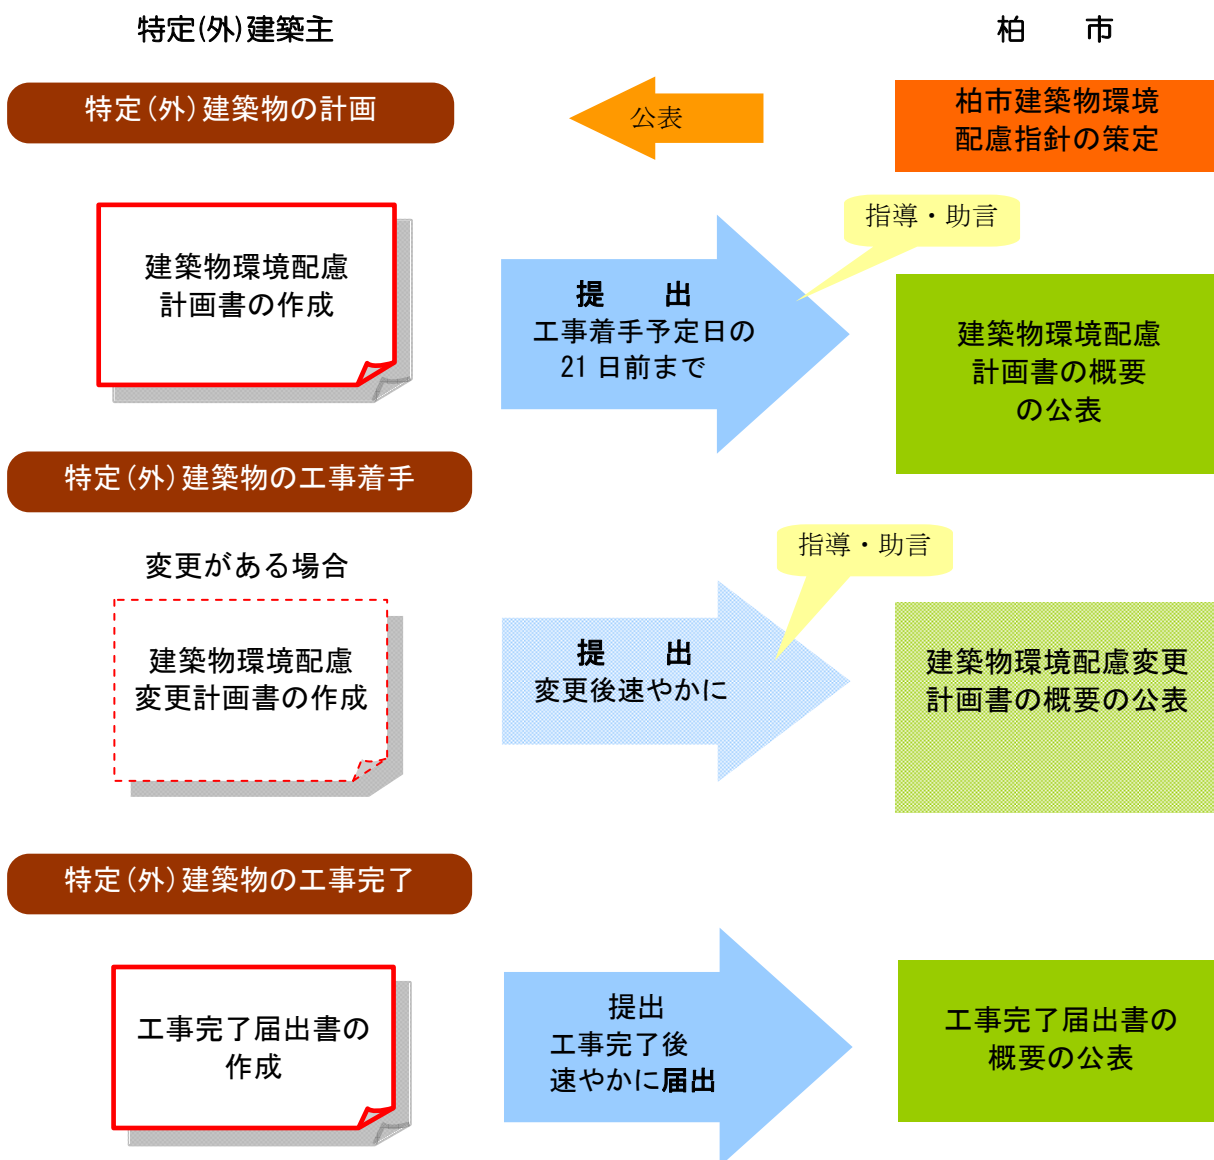 特定(外)建築主
柏　市
特定(外)建築物の計画
公表
柏市建築物環境
配慮指針の策定
指導・助言
建築物環境配慮
計画書の作成
提　出
工事着手予定日の
21日前まで
建築物環境配慮
計画書の概要
の公表
特定(外)建築物の工事着手
変更がある場合
指導・助言
建築物環境配慮
変更計画書の作成
提　出
変更後速やかに
建築物環境配慮変更
計画書の概要の公表
特定(外)建築物の工事完了
工事完了届出書の
作成
提出
工事完了後
速やかに届出
工事完了届出書の
概要の公表